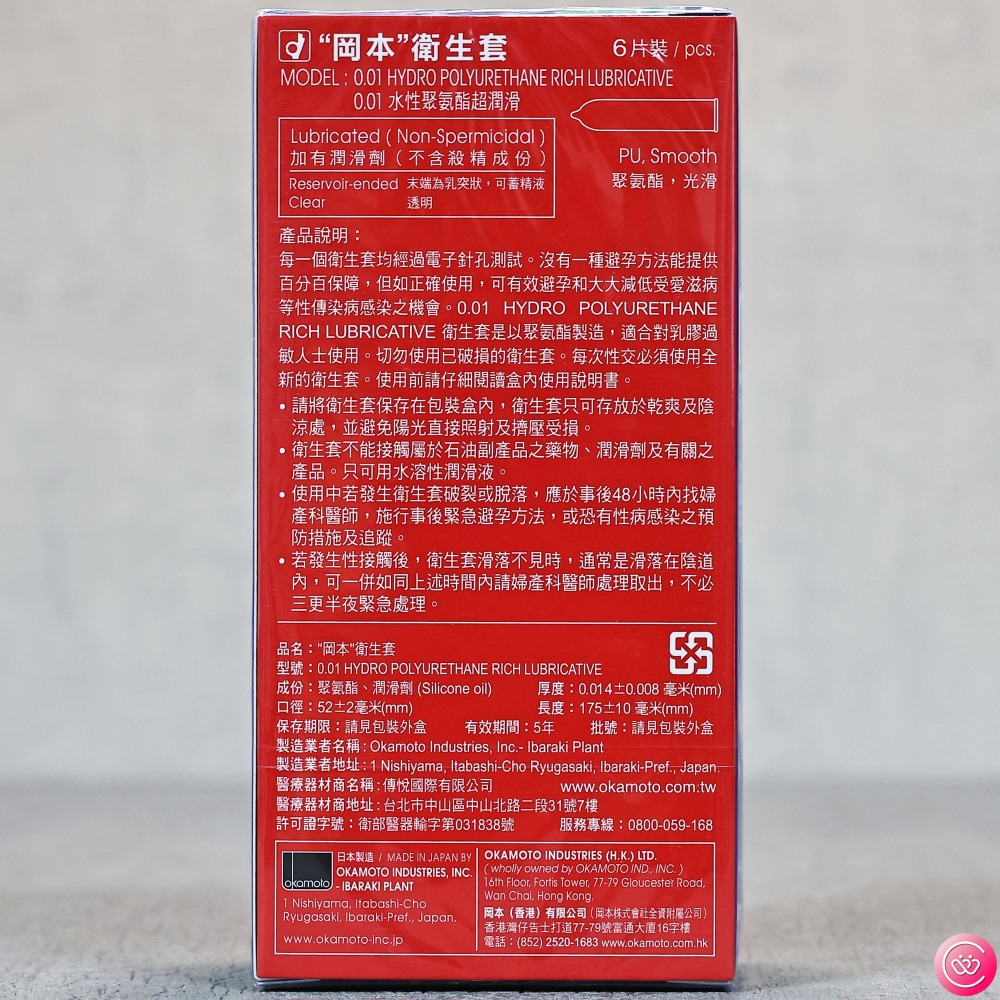 “岡本”衛生套
6片裝 / pcs.
MODEL : 0.01 HYDRO POLYURETHANE RICH LUBRICATIVE
0.01 水性聚氨酯超潤滑
Lubricated ( Non-Spermicidal )
加有潤滑劑（不含殺精成份）
Reservoir-ended 末端為乳突狀，可蓄精液
Clear 透明
PU, Smooth
聚氨酯，光滑
產品說明：
每一個衛生套均經過電子針孔測試。沒有一種避孕方法能提供
百分百保障，但如正確使用，可有效避孕和大大減低受愛滋病
等性傳染病感染之機會。0.01 HYDRO POLYURETHANE
RICH LUBRICATIVE 衛生套是以聚氨酯製造，適合對乳膠過
敏人士使用。切勿使用已破損的衛生套。每次性交必須使用全
新的衛生套。使用前請仔細閱讀盒內使用說明書。
•請將衛生套保存在包裝盒內，衛生套只可存放於乾爽及陰
涼處，並避免陽光直接照射及擠壓受損。
•衛生套不能接觸屬於石油副產品之藥物、潤滑劑及有關之
產品。只可用水溶性潤滑液。
•使用中若發生衛生套破裂或脫落，應於事後48小時內找婦
產科醫師，施行事後緊急避孕方法，或恐有性病感染之預
防措施及追蹤。
•若發生性接觸後，衛生套滑落不見時，通常是滑落在陰道
內，可一併如同上述時間內請婦產科醫師處理取出，不必
三更半夜緊急處理。
品名："岡本"衛生套
型號：0.01 HYDRO POLYURETHANE RICH LUBRICATIVE
成份：聚氨酯、潤滑劑 (Silicone oil) 厚度：0.014±0.008 毫米(mm)
口徑：52±2毫米(mm) 長度：175±10 毫米(mm)
保存期限：請見包裝外盒 有效期間：5年 批號：請見包裝外盒
製造業者名稱：Okamoto Industries, Inc.- Ibaraki Plant
製造業者地址：1 Nishiyama, Itabashi-Cho Ryugasaki, Ibaraki-Pref., Japan.
醫療器材商名稱：傳悅國際有限公司 www.okamoto.com.tw
醫療器材商地址：台北市中山區中山北路二段31號7樓
許可證字號：衛部醫器輸字第031838號 服務專線：0800-059-168
okamoto
日本製造 / MADE IN JAPAN BY
OKAMOTO INDUSTRIES, INC.
- IBARAKI PLANT
1 Nishiyama, Itabashi-Cho
Ryugasaki, Ibaraki-Pref., Japan.
www.okamoto-inc.jp
OKAMOTO INDUSTRIES (H.K.) LTD.
( wholly owned by OKAMOTO IND., INC. )
16th Floor, Fortis Tower, 77-79 Gloucester Road,
Wan Chai, Hong Kong.
岡本（香港）有限公司（岡本株式會社全資附屬公司）
香港灣仔告士打道77-79號富通大廈16字樓
電話：(852) 2520-1683 www.okamoto.com.hk